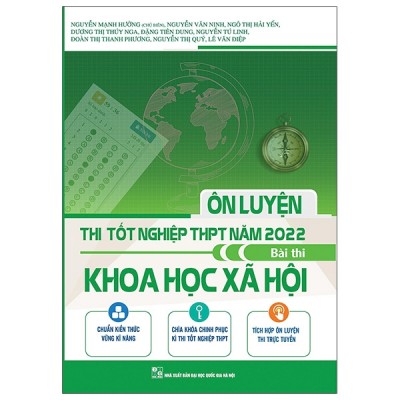 NGUYỄN MẠNH HƯỞNG (CHỦ BIÊN), NGUYỄN VĂN NINH, NGÔ THỊ HẢI YẾN,
DƯƠNG THỊ THÚY NGA, ĐẶNG TIÊN DUNG, NGUYỄN TÚ LINH,
ĐOÀN THỊ THANH PHƯƠNG, NGUYỄN THỊ QUÝ, LÊ VĂN ĐIỆP
ÔN LUYỆN
THI TỐT NGHIỆP THPT NĂM 2022
Bài thi
KHOA HỌC XÃ HỘI
CHUẨN KIẾN THỨC
VỮNG KĨ NĂNG
CHÌA KHÓA CHINH PHỤC
KÌ THI TỐT NGHIỆP THPT
TÍCH HỢP ÔN LUYỆN
THI TRỰC TUYẾN
NHÀ XUẤT BẢN ĐẠI HỌC QUỐC GIA HÀ NỘI